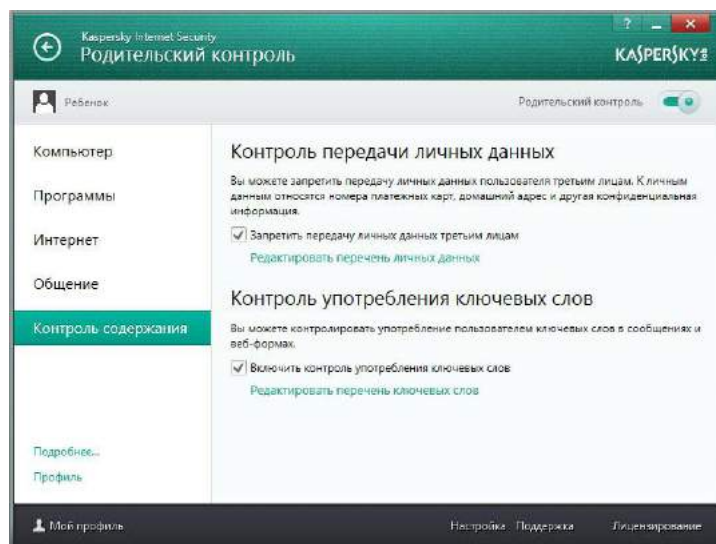 Kaspersky Internet Security
Родительский контроль
KASPERSKY
Ребенок
Родительский контроль
Компьютер
Программы
Интернет
Общение
Контроль содержания
Подробнее...
Профиль
Контроль передачи личных данных
Вы можете запретить передачу личных данных пользователя третьим лицам. К личным
данным относятся номера платежных карт, домашний адрес и другая конфиденциальная
информация.
Запретить передачу личных данных третьим лицам
Редактировать перечень личных данных
Контроль употребления ключевых слов
Вы можете контролировать употребление пользователем ключевых слов в сообщениях и
веб-формах.
Включить контроль употребления ключевых слов
Редактировать перечень ключевых слов
Мой профиль
Настройка Поддержка Лицензирование